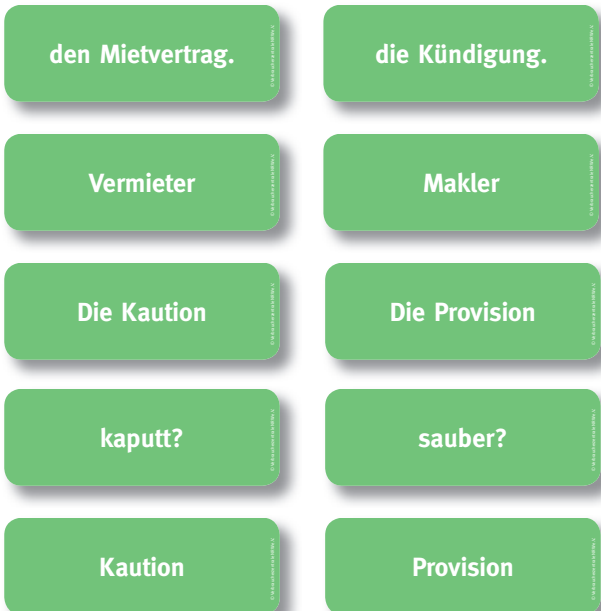 den Mietvertrag.
die Kündigung.
Vermieter
Makler
Die Kaution
Die Provision
kaputt?
sauber?
Kaution
Provision